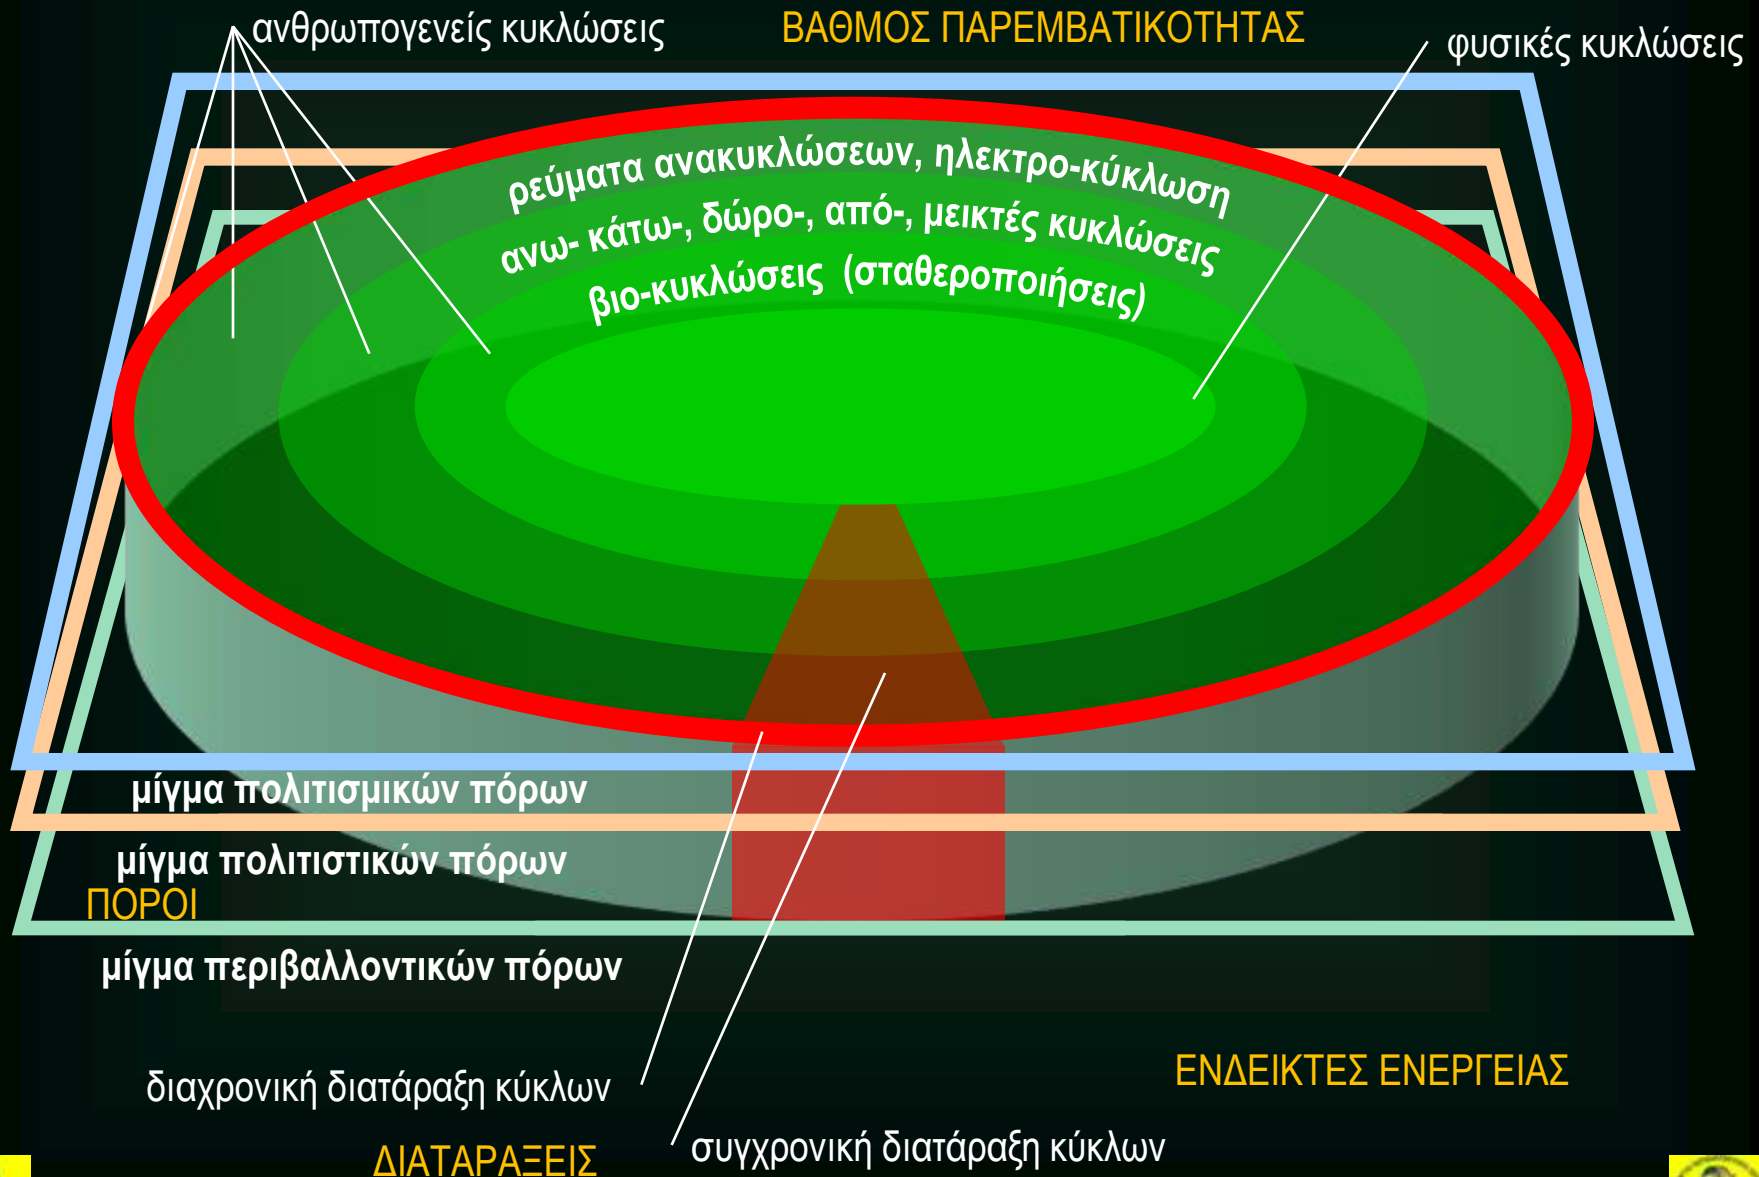 ανθρωπογενείς κυκλώσεις
ΒΑΘΜΟΣ ΠΑΡΕΜΒΑΤΙΚΟΤΗΤΑΣ
φυσικές κυκλώσεις
ρεύματα ανακυκλώσεων, ηλεκτρο-κύκλωση
ανω- κάτω-, δώρο-, από-, μεικτές κυκλώσεις
βιο-κυκλώσεις (σταθεροποιήσεις)
μίγμα πολιτισμικών πόρων
μίγμα πολιτιστικών πόρων
ΠΟΡΟΙ
μίγμα περιβαλλοντικών πόρων
ΕΝΔΕΙΚΤΕΣ ΕΝΕΡΓΕΙΑΣ
διαχρονική διατάραξη κύκλων
συγχρονική διατάραξη κύκλων
ΔΙΑΤΑΡΑΞΕΙΣ